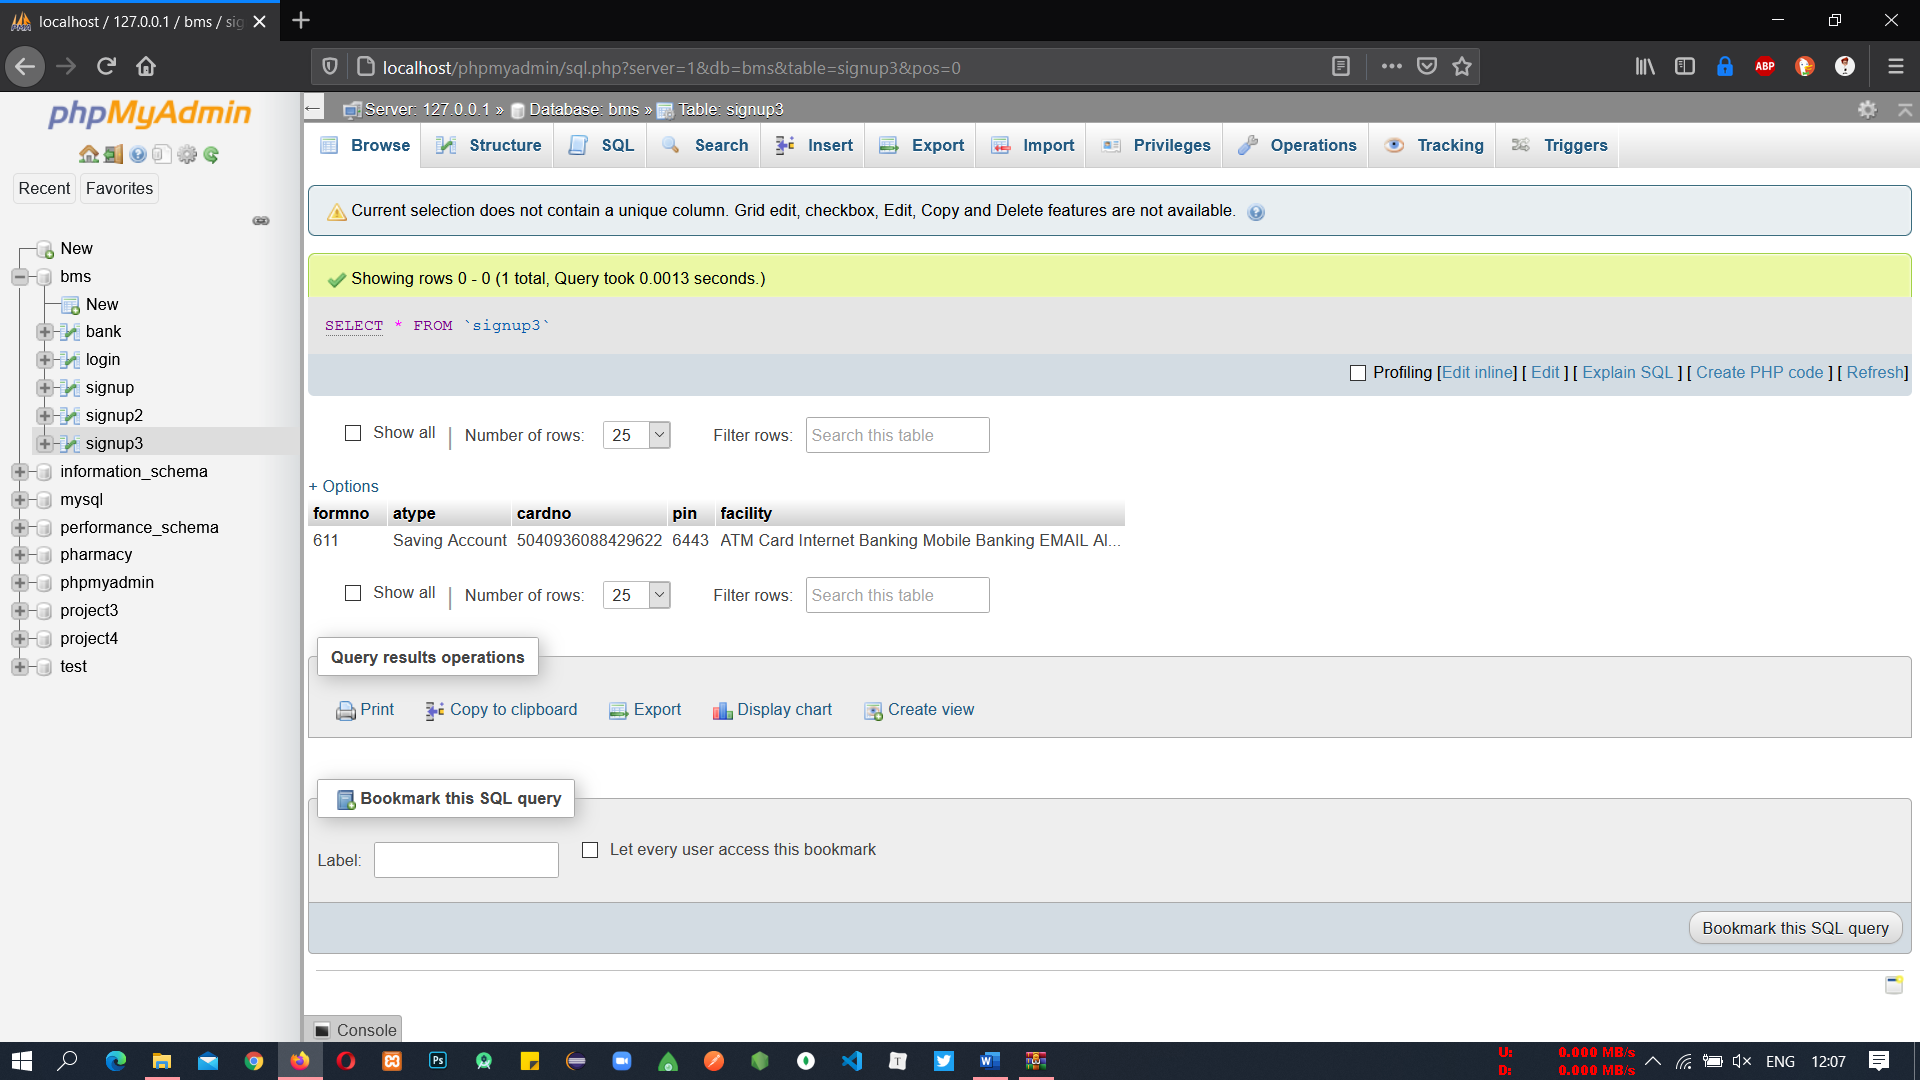 localhost / 127.0.0.1 / bms / sig
localhost/phpmyadmin/sql.php?server=1&db=bms&table=signup3&pos=0
ABP
phpMyAdmin
Recent
Favorites
New
bms
New
bank
login
signup
signup2
signup3
information_schema
mysql
performance_schema
pharmacy
phpmyadmin
project3
project4
test
Server: 127.0.0.1 » Database: bms » Table: signup3
Browse Structure SQL Search Insert Export Import Privileges Operations Tracking Triggers
Current selection does not contain a unique column. Grid edit, checkbox, Edit, Copy and Delete features are not available.
Showing rows 0 - 0 (1 total, Query took 0.0013 seconds.)
SELECT * FROM `signup3`
Profiling [Edit inline] [ Edit ] [ Explain SQL ] [ Create PHP code ] [ Refresh]
Show all | Number of rows: 25 Filter rows: Search this table
+ Options
formno atype cardno pin facility
611 Saving Account 5040936088429622 6443 ATM Card Internet Banking Mobile Banking EMAIL Al...
Show all | Number of rows: 25 Filter rows: Search this table
Query results operations
Print Copy to clipboard Export Display chart Create view
Bookmark this SQL query
Label: Let every user access this bookmark
Bookmark this SQL query
Console
U: 0.000 MB/s
D: 0.000 MB/s
ENG 12:07